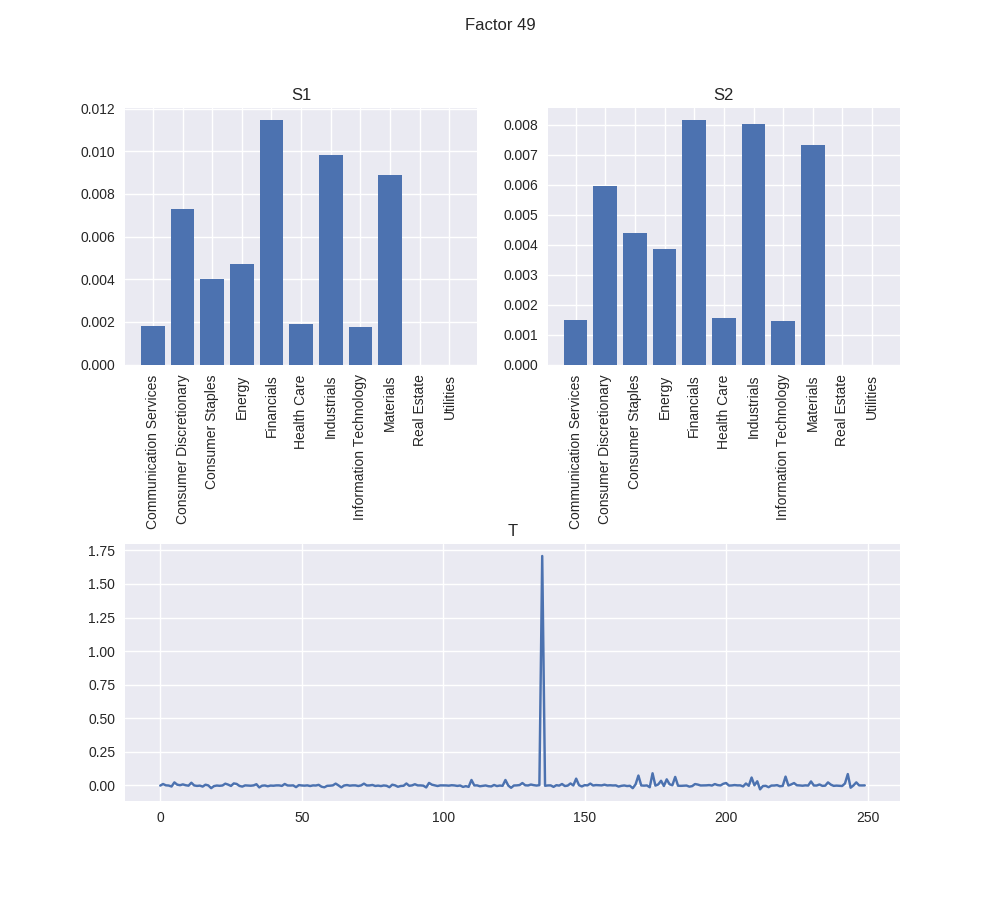 Factor 49
S1
0.012
0.010
0.008
0.006
0.004
0.002
0.000
Communication Services
Consumer Discretionary
Consumer Staples
Energy
Financials
Health Care
Industrials
Information Technology
Materials
Real Estate
Utilities
S2
0.008
0.007
0.006
0.005
0.004
0.003
0.002
0.001
0.000
Communication Services
Consumer Discretionary
Consumer Staples
Energy
Financials
Health Care
Industrials
Information Technology
Materials
Real Estate
Utilities
T
1.75
1.50
1.25
1.00
0.75
0.50
0.25
0.00
0 50 100 150 200 250